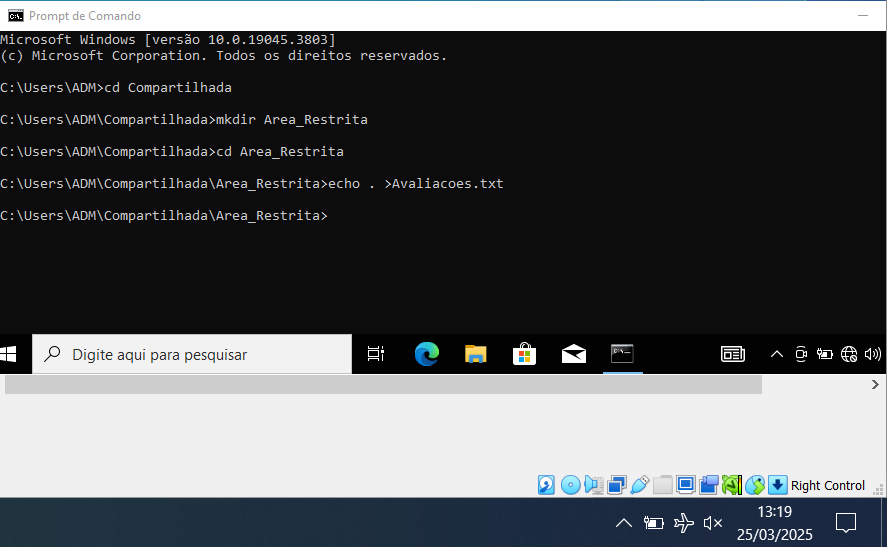 Prompt de Comando
Microsoft Windows [versão 10.0.19045.3803]
(c) Microsoft Corporation. Todos os direitos reservados.
C:\Users\ADM>cd Compartilhada
C:\Users\ADM\Compartilhada>mkdir Area_Restrita
C:\Users\ADM\Compartilhada>cd Area_Restrita
C:\Users\ADM\Compartilhada\Area_Restrita>echo . >Avaliacoes.txt
C:\Users\ADM\Compartilhada\Area_Restrita>
Digite aqui para pesquisar
Right Control
13:19
25/03/2025